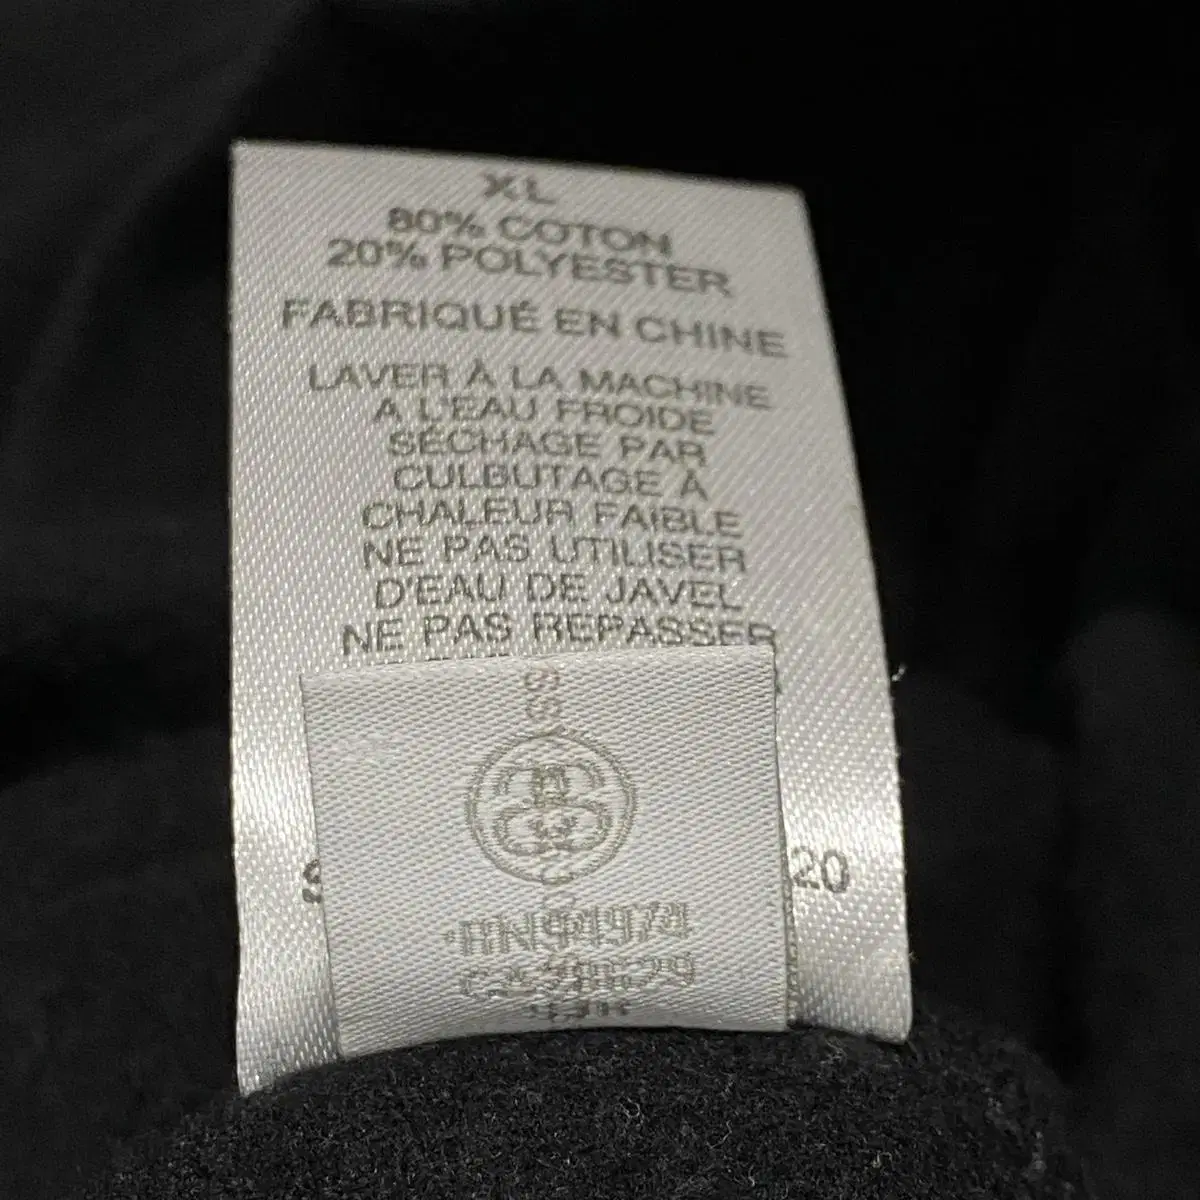 XL
80% COTON
20% POLYESTER
FABRIQUÉ EN CHINE
LAVER À LA MACHINE
A L'EAU FROIDE
SÉCHAGE PAR
CULBUTAGE À
CHALEUR FAIBLE
NE PAS UTILISER
D'EAU DE JAVEL
NE PAS REPASSER
20
RN94974